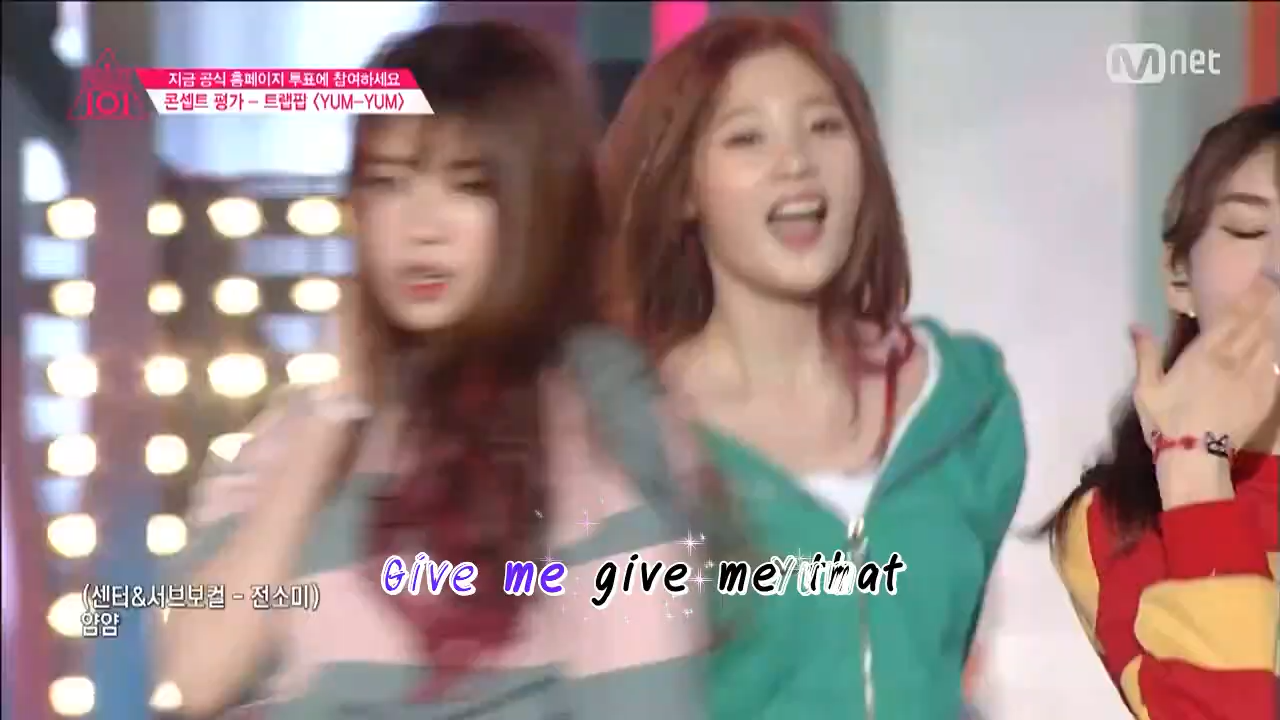 지금 공식 홈페이지 투표에 참여하세요
101
콘셉트 평가 - 트랩팝 <YUM-YUM>
Mnet
Give me give me that
Yum
(센터&서브보컬 - 전소미)
얌얌